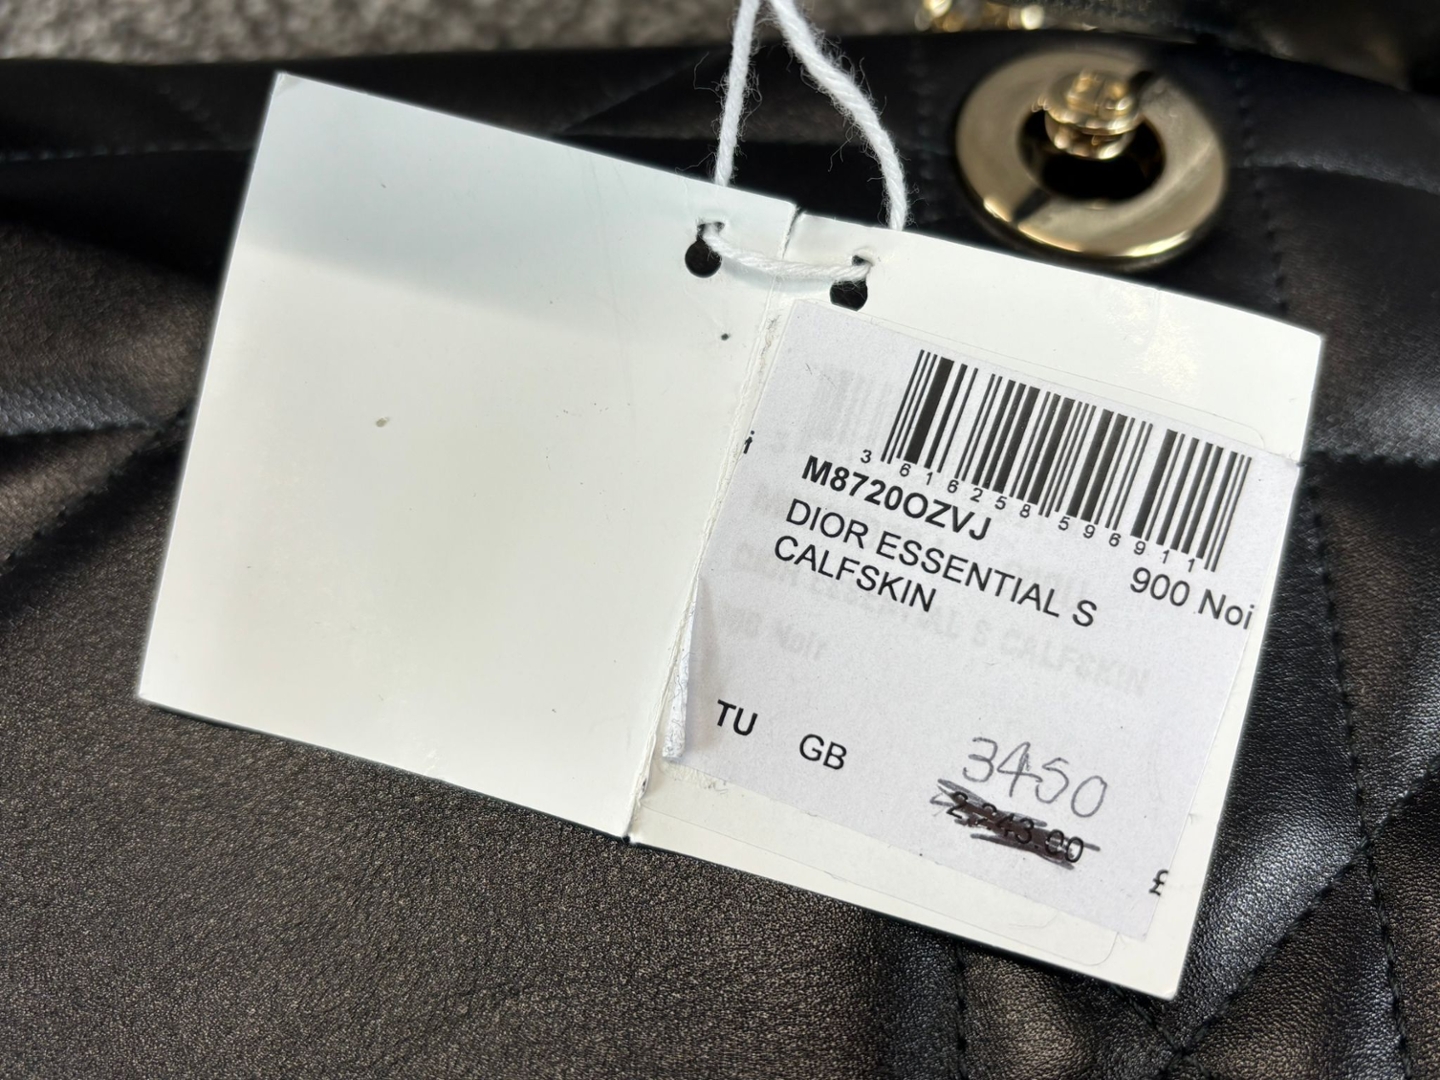 3 616258 596911
M8720OZVJ
900 Noi
DIOR ESSENTIAL S
CALFSKIN
TU GB
3450
£